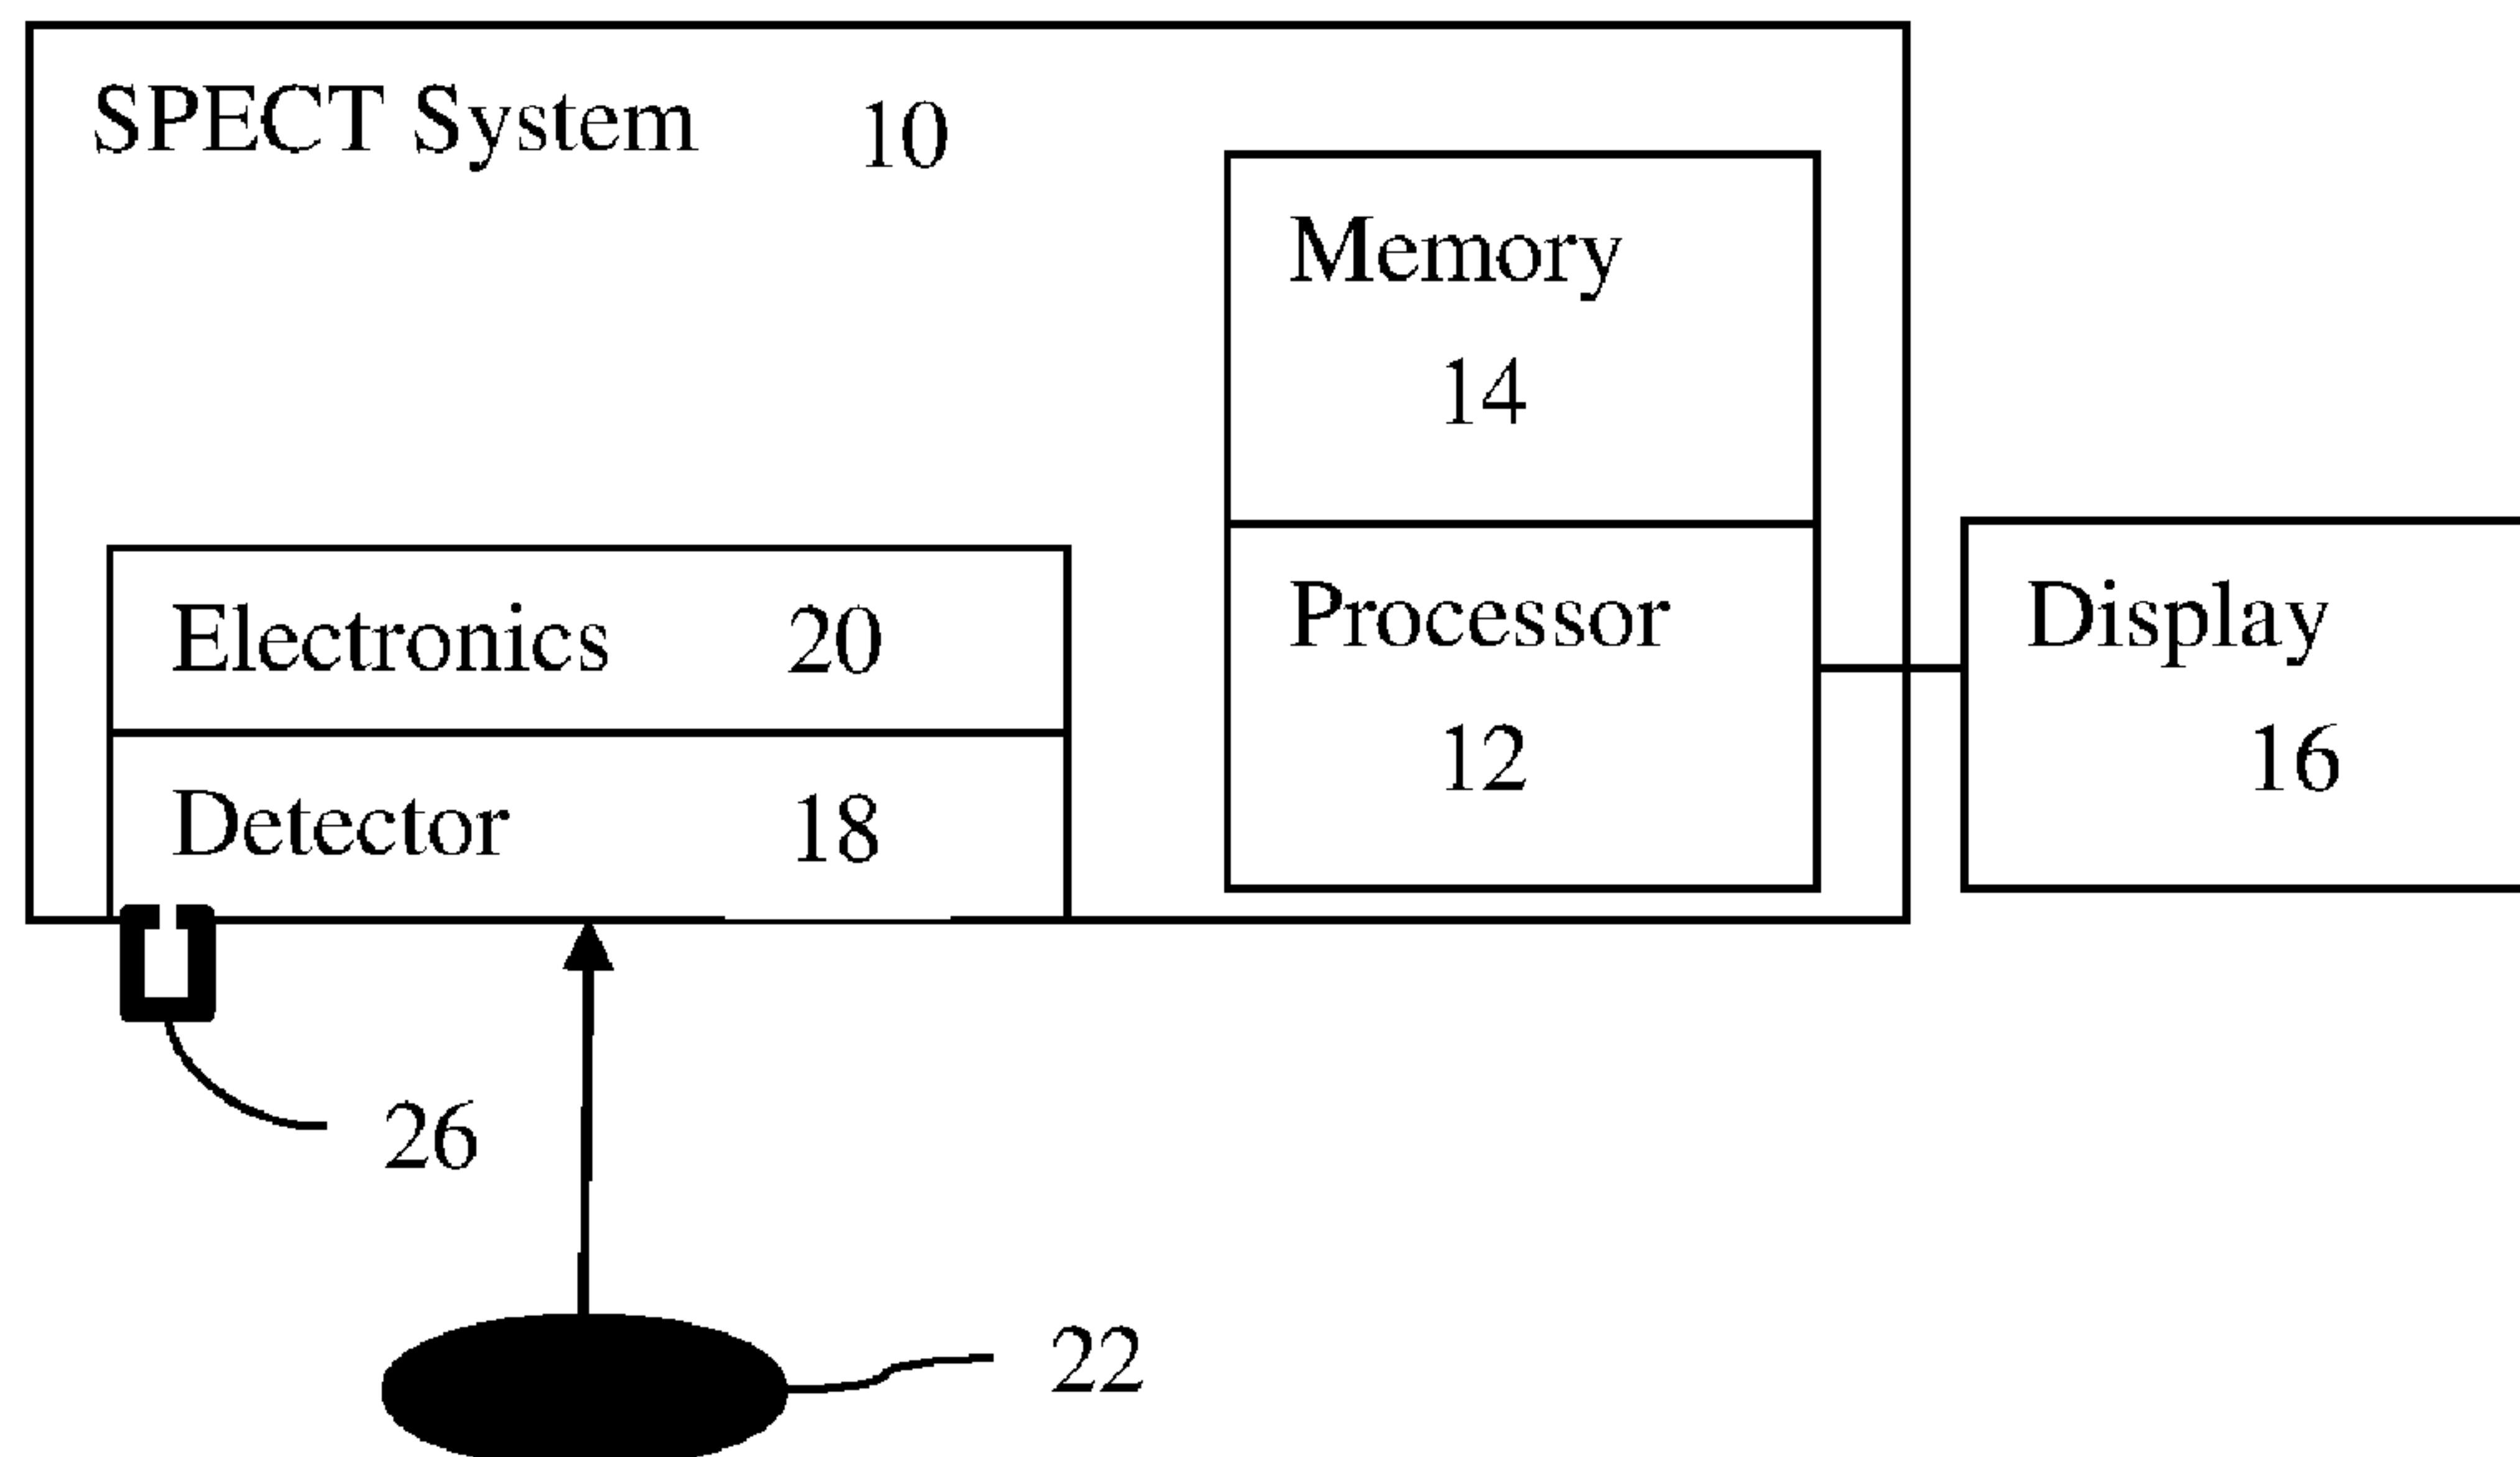 SPECT System 10
Memory
14
Electronics 20
Processor
12
Display
16
Detector 18
26
22